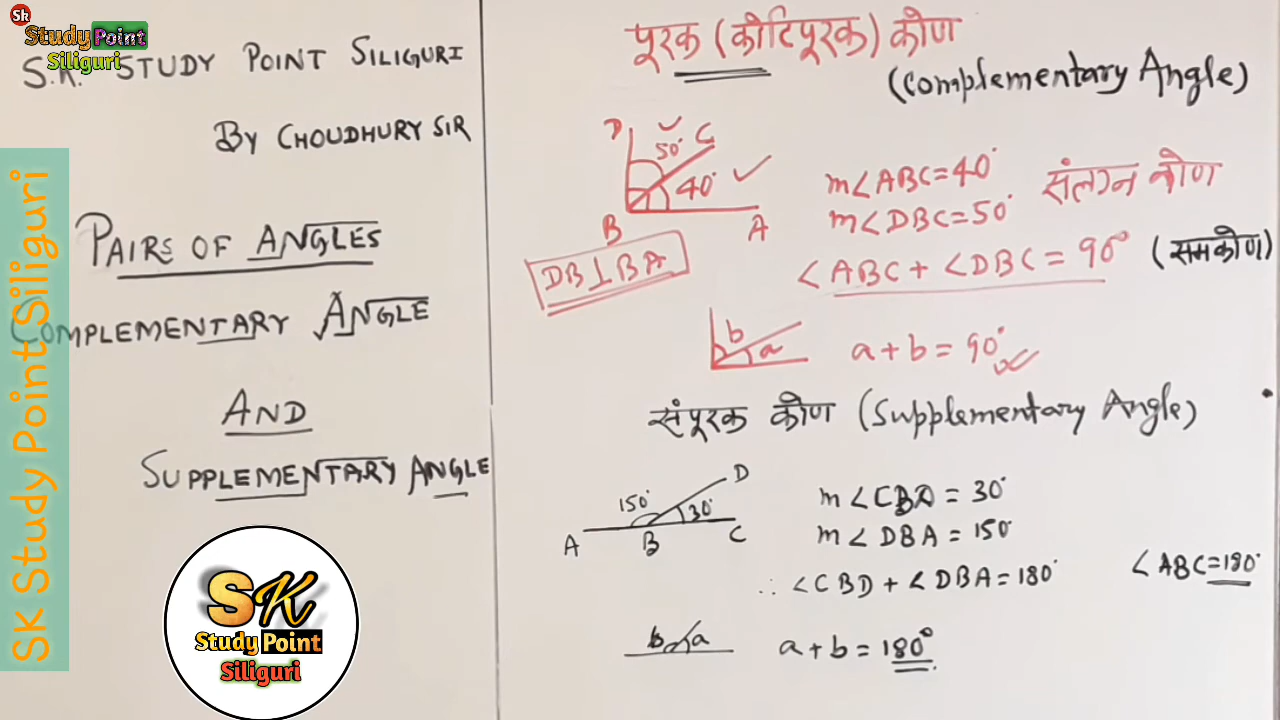 Sk
Study Point
Siliguri
S.K. STUDY POINT SILIGURI
BY CHOUDHURY SIR
PAIRS OF ANGLES
COMPLEMENTARY ANGLE
AND
SUPPLEMENTARY ANGLE
SK Study Point Siliguri
SK
Study Point
Siliguri
पूरक (कोटिपूरक) कोण
(Complementary Angle)
D 50° C
40°
B A
DB⊥BA
m∠ABC=40°
m∠DBC=50°
संलग्न कोण
∠ABC + ∠DBC = 90° (समकोण)
b a
a + b = 90°
संपूरक कोण (Supplementary Angle)
150° D
30°
A B C
m∠CBD = 30°
m∠DBA = 150°
∴ ∠CBD + ∠DBA = 180°
∠ABC=180°
b a
a + b = 180°